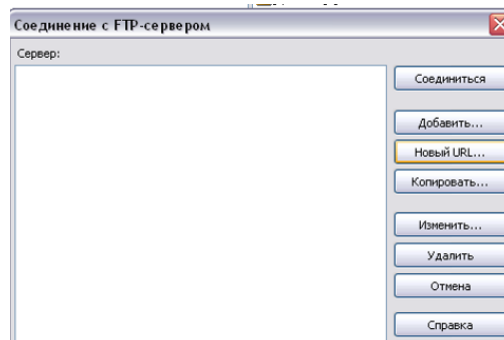 Соединение с FTP-сервером
Сервер:
Соединиться
Добавить...
Новый URL...
Копировать...
Изменить...
Удалить
Отмена
Справка